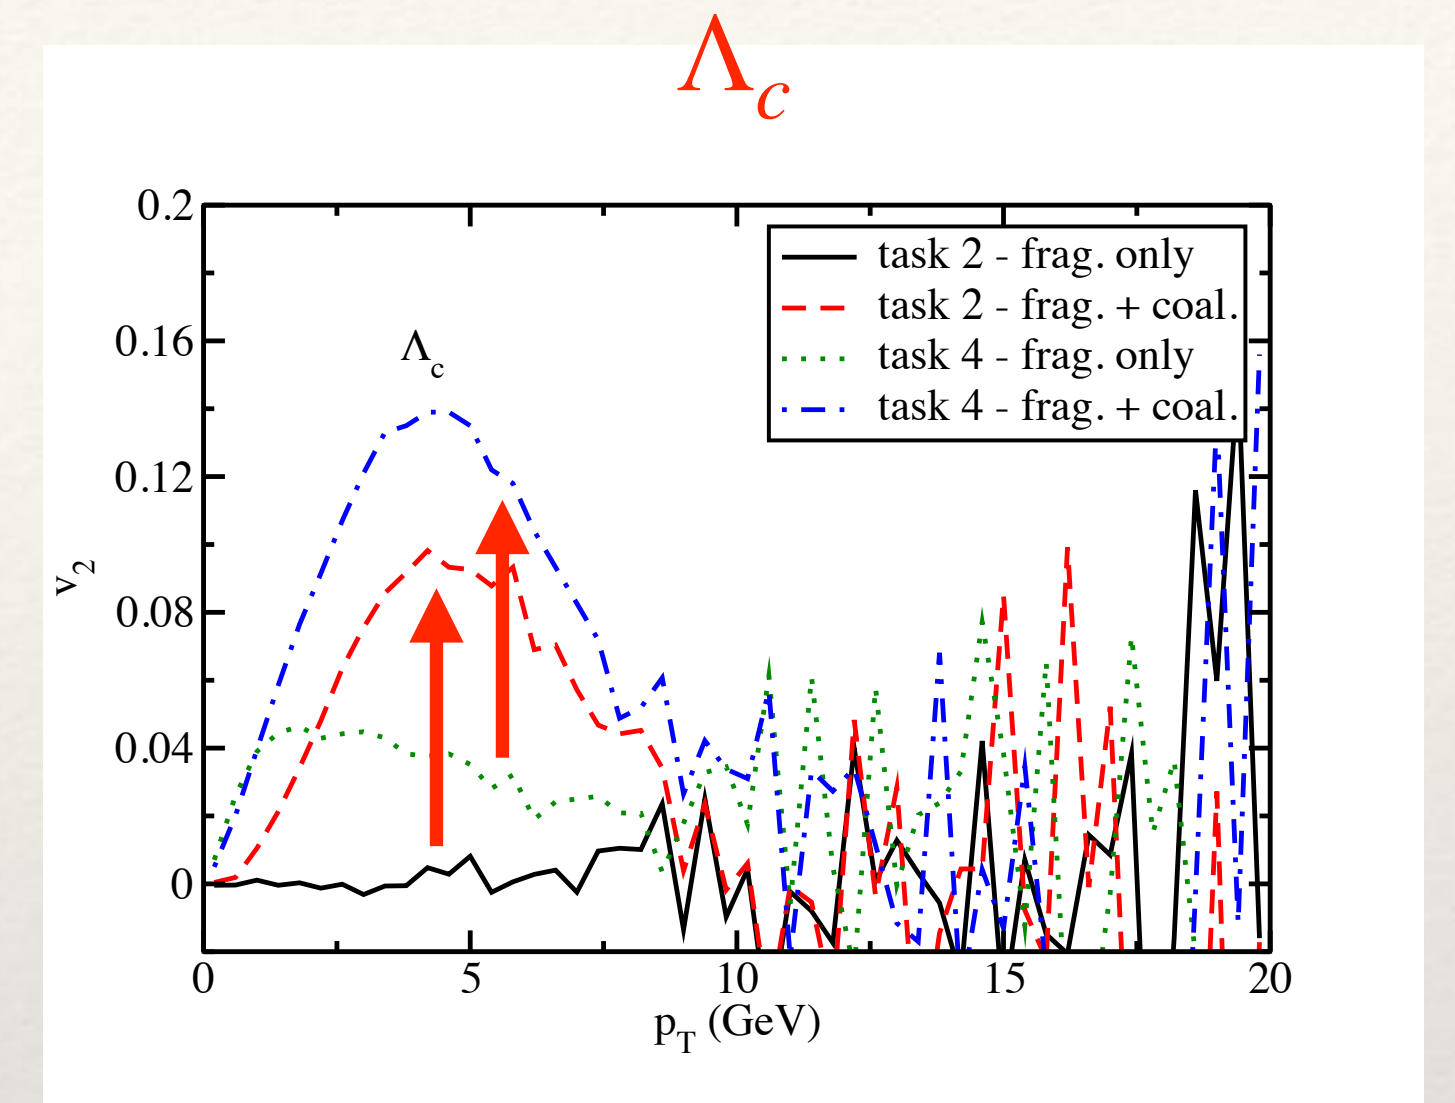 Λc
0.2
0.16
0.12
0.08
0.04
0
v2
Λc
task 2 - frag. only
task 2 - frag. + coal.
task 4 - frag. only
task 4 - frag. + coal.
0 5 10 15 20
pT (GeV)